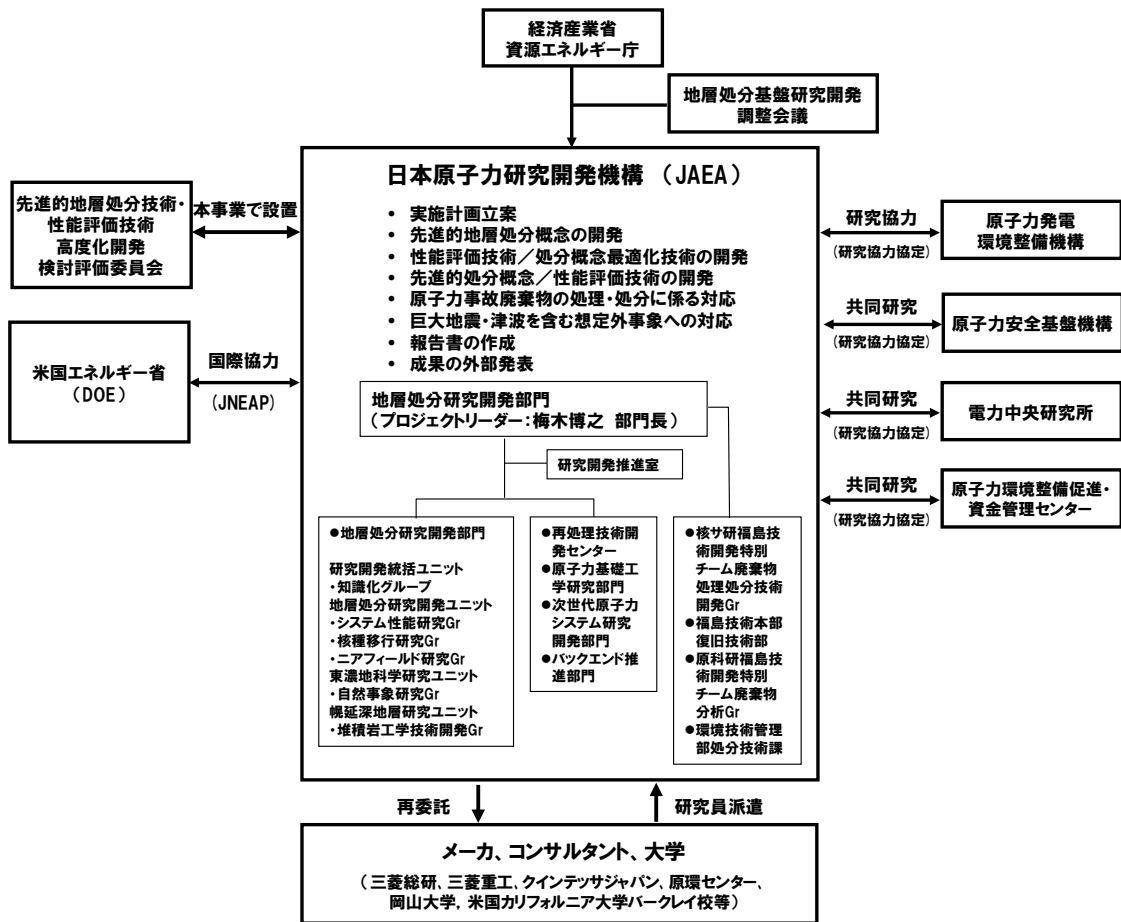 経済産業省
資源エネルギー庁
地層処分基盤研究開発
調整会議
日本原子力研究開発機構 (JAEA)
• 実施計画立案
• 先進的地層処分概念の開発
• 性能評価技術/処分概念最適化技術の開発
• 先進的処分概念/性能評価技術の開発
• 原子力事故廃棄物の処理・処分に係る対応
• 巨大地震・津波を含む想定外事象への対応
• 報告書の作成
• 成果の外部発表
先進的地層処分技術・
性能評価技術
高度化開発
検討評価委員会
本事業で設置
米国エネルギー省
(DOE)
国際協力
(JNEAP)
研究協力
(研究協力協定)
原子力発電
環境整備機構
共同研究
(研究協力協定)
原子力安全基盤機構
共同研究
(研究協力協定)
電力中央研究所
共同研究
(研究協力協定)
原子力環境整備促進・
資金管理センター
地層処分研究開発部門
(プロジェクトリーダー:梅木博之 部門長)
研究開発推進室
●地層処分研究開発部門
研究開発統括ユニット
・知識化グループ
地層処分研究開発ユニット
・システム性能研究Gr
・核種移行研究Gr
・ニアフィールド研究Gr
東濃地科学研究ユニット
・自然事象研究Gr
幌延深地層研究ユニット
・堆積岩工学技術開発Gr
●再処理技術開
発センター
●原子力基礎工
学研究部門
●次世代原子力
システム研究
開発部門
●バックエンド推
進部門
●核サ研福島技
術開発特別
チーム廃棄物
処理処分技術
開発Gr
●福島技術本部
復旧技術部
●原科研福島技
術開発特別
チーム廃棄物
分析Gr
●環境技術管理
部処分技術課
再委託
研究員派遣
メーカ、コンサルタント、大学
(三菱総研、三菱重工、クインテッサジャパン、原環センター、
岡山大学, 米国カリフォルニア大学バークレイ校等)